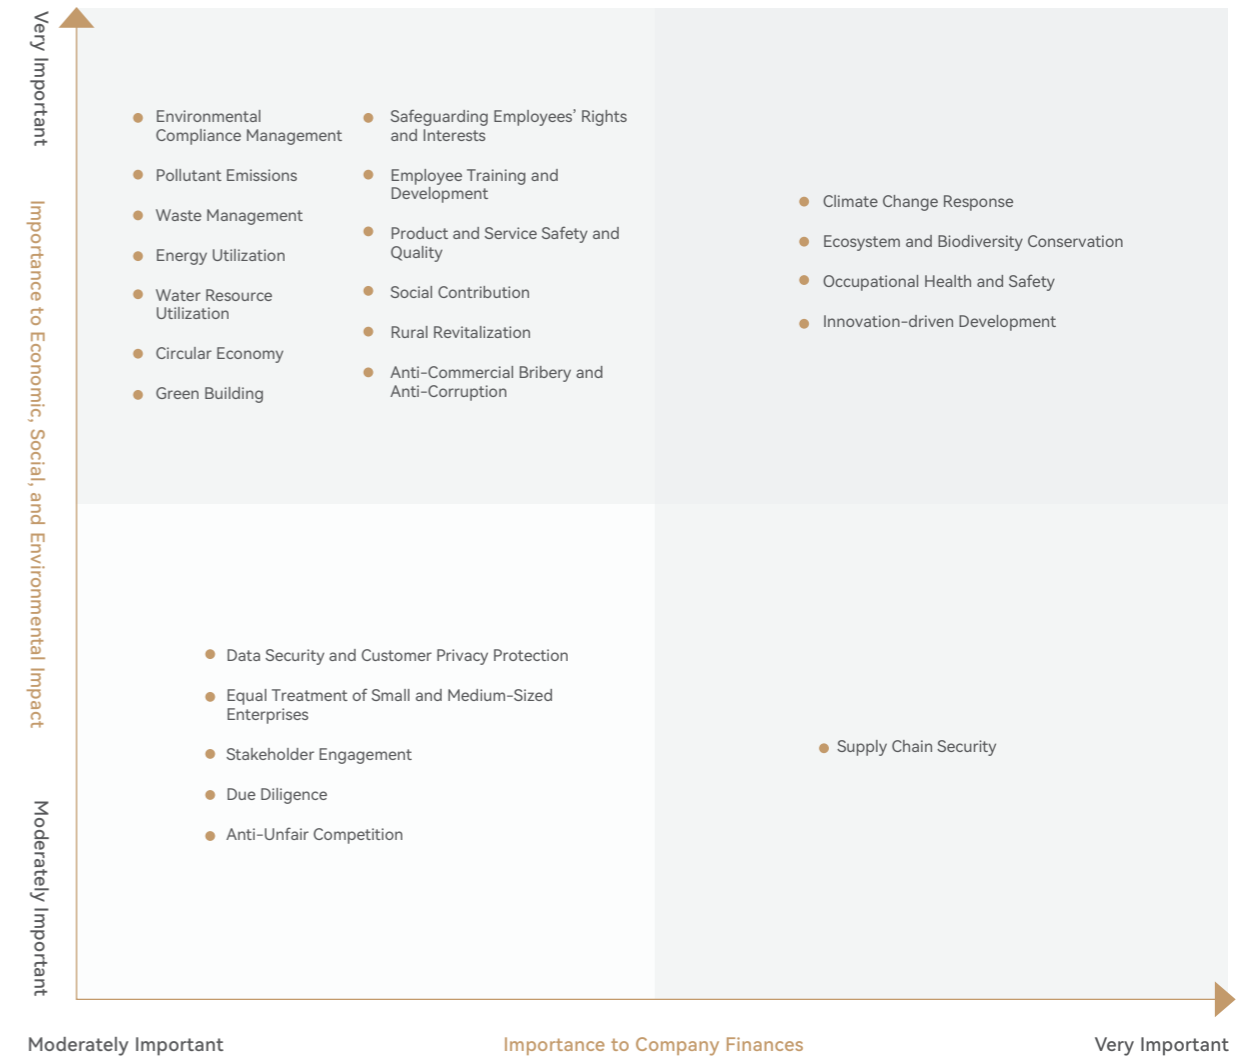 Very Important
Importance to Economic, Social, and Environmental Impact
Moderately Important
Environmental
Compliance Management
Pollutant Emissions
Waste Management
Energy Utilization
Water Resource
Utilization
Circular Economy
Green Building
Safeguarding Employees’ Rights
and Interests
Employee Training and
Development
Product and Service Safety and
Quality
Social Contribution
Rural Revitalization
Anti-Commercial Bribery and
Anti-Corruption
Climate Change Response
Ecosystem and Biodiversity Conservation
Occupational Health and Safety
Innovation-driven Development
Data Security and Customer Privacy Protection
Equal Treatment of Small and Medium-Sized
Enterprises
Stakeholder Engagement
Due Diligence
Anti-Unfair Competition
Supply Chain Security
Moderately Important
Importance to Company Finances
Very Important